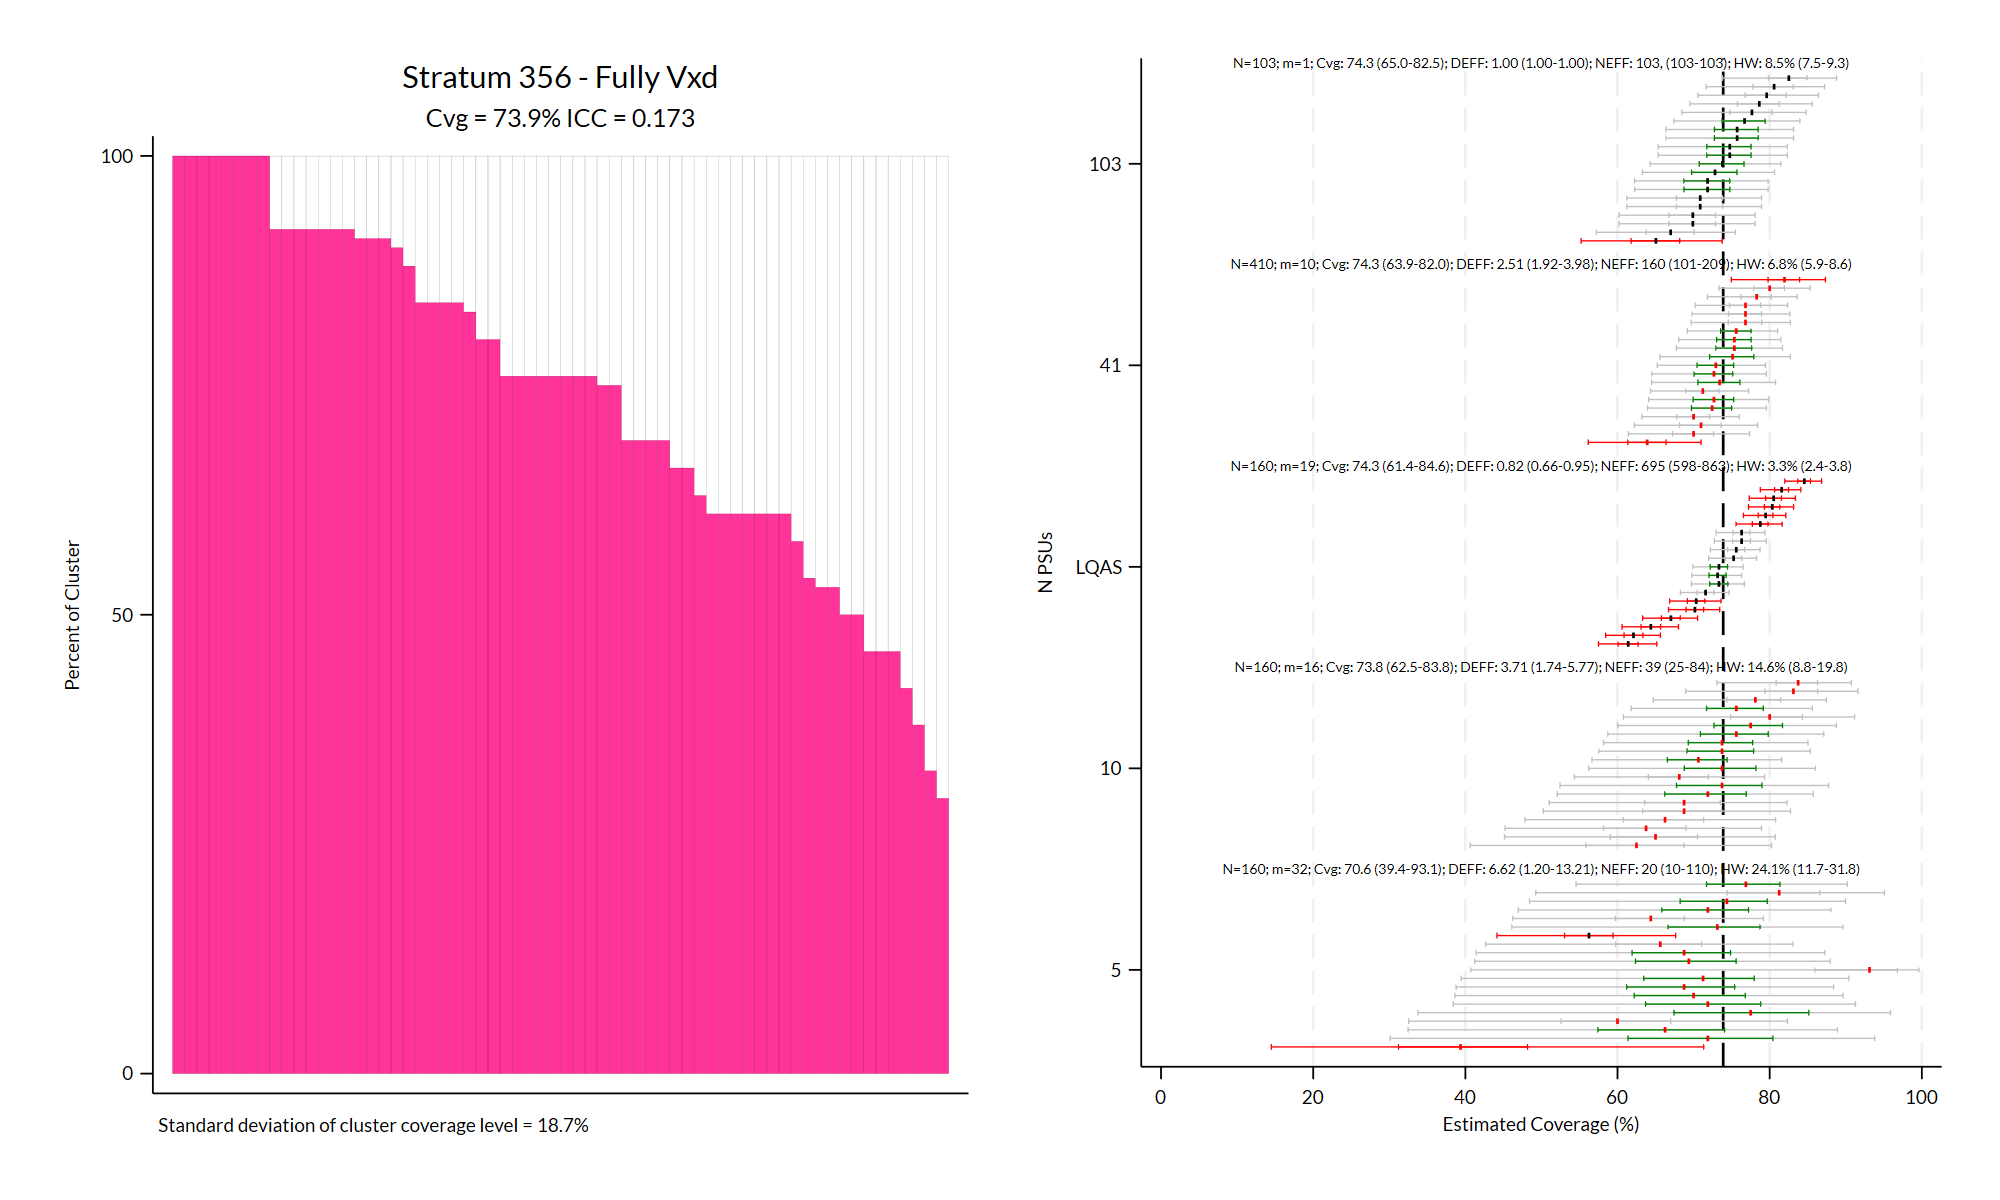 Stratum 356 - Fully Vxd
Cvg = 73.9% ICC = 0.173
100
50
0
Percent of Cluster
Standard deviation of cluster coverage level = 18.7%
N=103; m=1; Cvg: 74.3 (65.0-82.5); DEFF: 1.00 (1.00-1.00); NEFF: 103, (103-103); HW: 8.5% (7.5-9.3)
103
N=410; m=10; Cvg: 74.3 (63.9-82.0); DEFF: 2.51 (1.92-3.98); NEFF: 160 (101-209); HW: 6.8% (5.9-8.6)
41
N=160; m=19; Cvg: 74.3 (61.4-84.6); DEFF: 0.82 (0.66-0.95); NEFF: 695 (598-863); HW: 3.3% (2.4-3.8)
LQAS
N=160; m=16; Cvg: 73.8 (62.5-83.8); DEFF: 3.71 (1.74-5.77); NEFF: 39 (25-84); HW: 14.6% (8.8-19.8)
10
N=160; m=32; Cvg: 70.6 (39.4-93.1); DEFF: 6.62 (1.20-13.21); NEFF: 20 (10-110); HW: 24.1% (11.7-31.8)
5
N PSUs
0 20 40 60 80 100
Estimated Coverage (%)